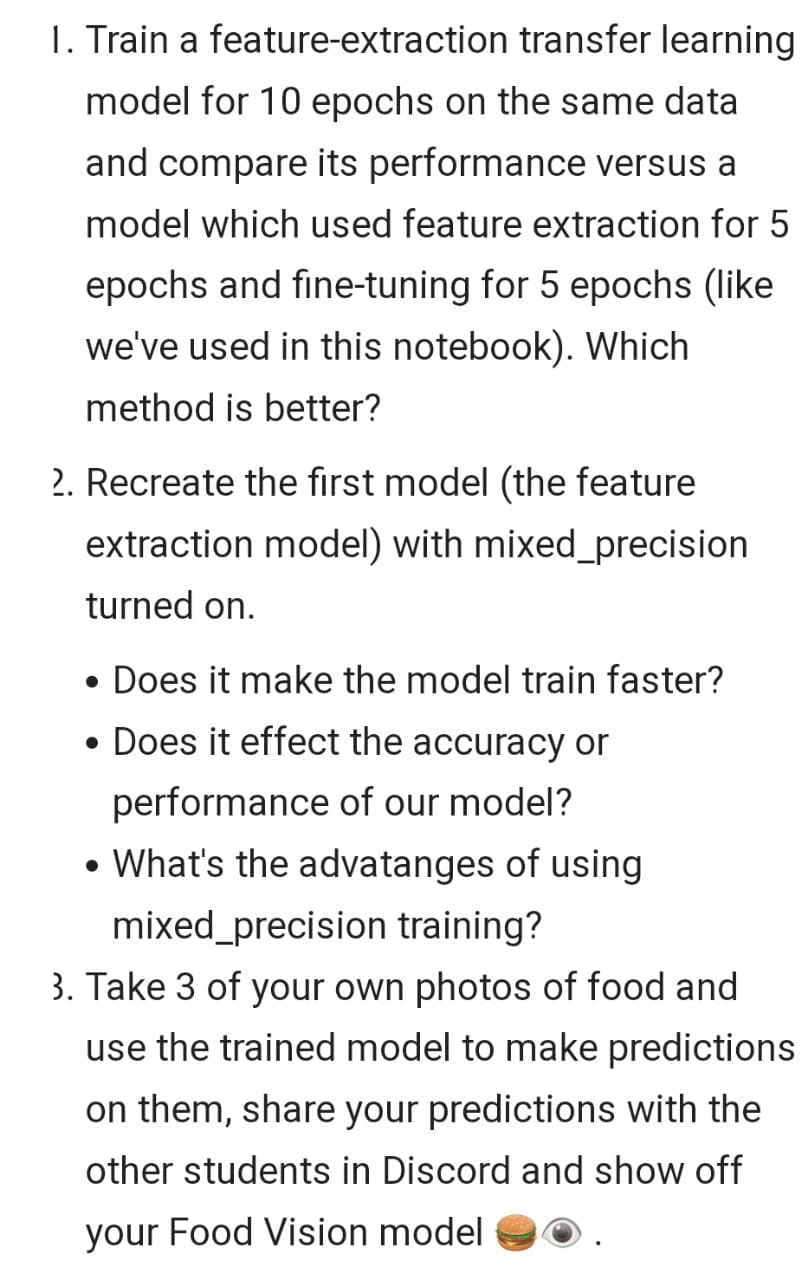 1. Train a feature-extraction transfer learning
model for 10 epochs on the same data
and compare its performance versus a
model which used feature extraction for 5
epochs and fine-tuning for 5 epochs (like
we've used in this notebook). Which
method is better?
2. Recreate the first model (the feature
extraction model) with mixed_precision
turned on.
• Does it make the model train faster?
• Does it effect the accuracy or
performance of our model?
• What's the advatanges of using
mixed_precision training?
3. Take 3 of your own photos of food and
use the trained model to make predictions
on them, share your predictions with the
other students in Discord and show off
your Food Vision model 🍔👁 .